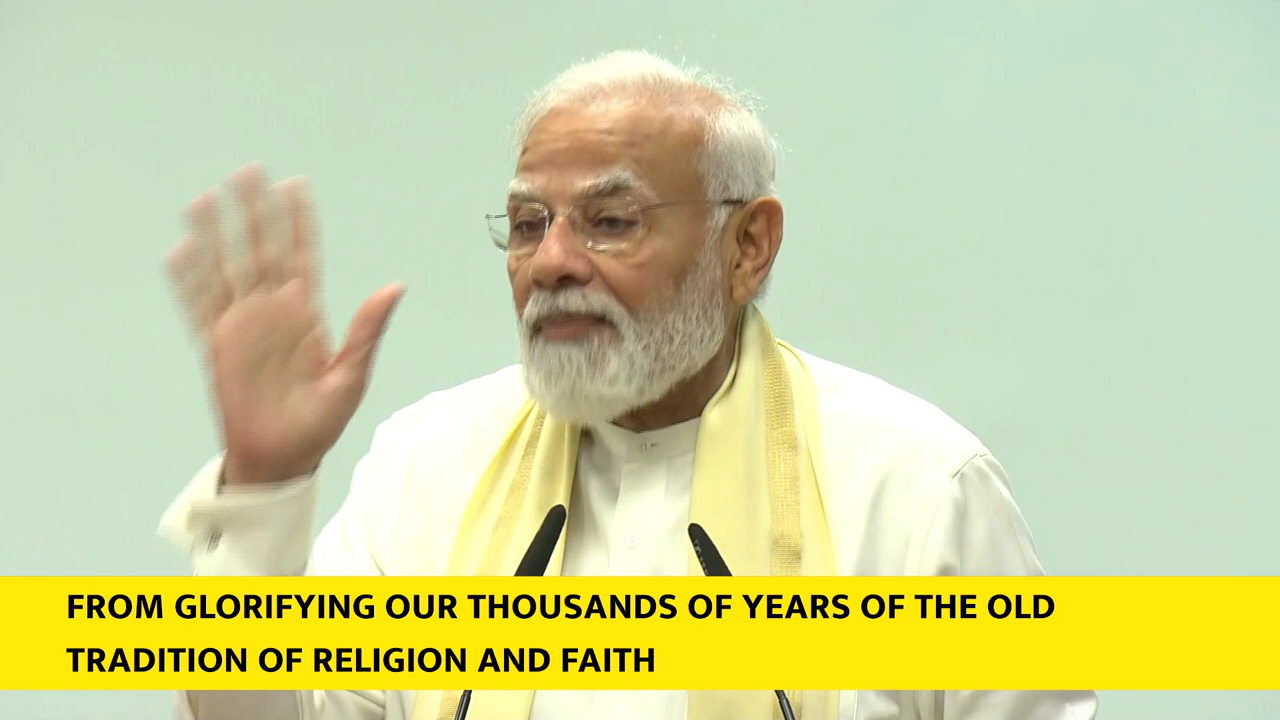 FROM GLORIFYING OUR THOUSANDS OF YEARS OF THE OLD
TRADITION OF RELIGION AND FAITH